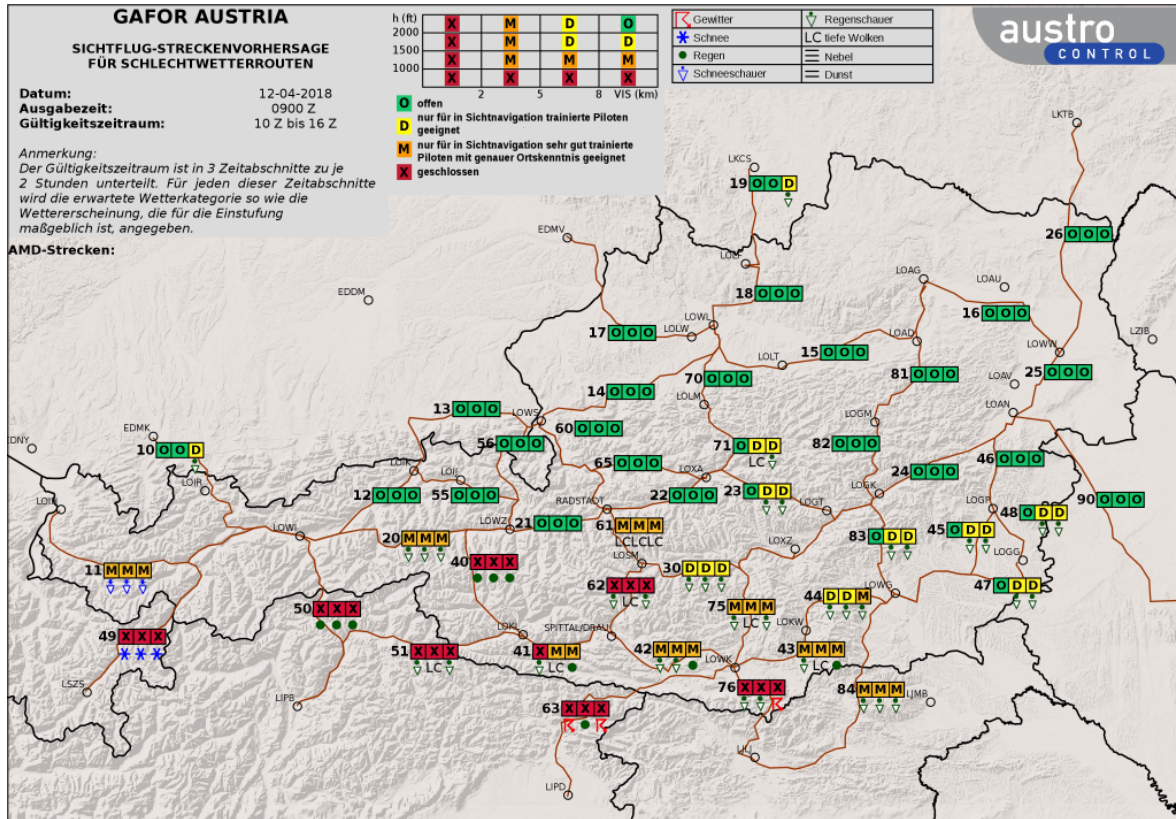 GAFOR AUSTRIA
SICHTFLUG-STRECKENVORHERSAGE
FÜR SCHLECHTWETTERROUTEN
Datum: 12-04-2018
Ausgabezeit: 0900 Z
Gültigkeitszeitraum: 10 Z bis 16 Z
Anmerkung:
Der Gültigkeitszeitraum ist in 3 Zeitabschnitte zu je
2 Stunden unterteilt. Für jeden dieser Zeitabschnitte
wird die erwartete Wetterkategorie so wie die
Wettererscheinung, die für die Einstufung
maßgeblich ist, angegeben.
AMD-Strecken:
h (ft)
X M D O
2000
X M D D
1500
X M M M
1000
X X X X
2 5 8 VIS (km)
O offen
D nur für in Sichtnavigation trainierte Piloten
geeignet
M nur für in Sichtnavigation sehr gut trainierte
Piloten mit genauer Ortskenntnis geeignet
X geschlossen
Gewitter Regenschauer
Schnee LC tiefe Wolken
Regen Nebel
Schneeschauer Dunst
austro
CONTROL
LKTB
LKCS
19 O O D
EDMV
26 O O O
LOLF
EDDM
LOAG
LOAU
18 O O O
16 O O O
LOWL
17 O O O
LOLW
LOAD
LZIB
15 O O O
LOWW
LOLT
25 O O O
81 O O O
70 O O O
LOAV
14 O O O
LOLM
13 O O O
LOWS
LOGM
LOAN
60 O O O
EDMK
EDNY
56 O O O
82 O O O
10 O O D
71 O D D
LC
46 O O O
65 O O O
LOIK
LOIJ
LOXA
24 O O O
LOIR
LOGK
12 O O O
55 O O O
22 O O O
23 O D D
90 O O O
LOIH
RADSTADT
LOGT
LOGP
48 O D D
LOWZ
21 O O O
61 M M M
LCLCLC
45 O D D
LOWI
20 M M M
83 O D D
LOXZ
40 X X X
LOSM
LOGG
11 M M M
30 D D D
62 X X X
LC
LOWG
47 O D D
44 D D M
50 X X X
75 M M M
LC
49 X X X
LOKL
SPITTAL/DRAU
LOKW
51 X X X
LC
41 X M M
LC
42 M M M
43 M M M
LC
LOWK
LSZS
76 X X X
84 M M M
LJMB
LIPB
63 X X X
LJLJ
LIPD